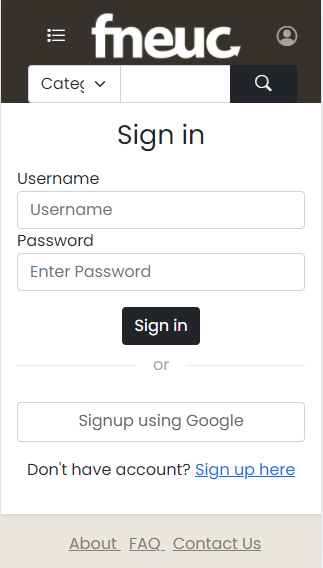 fneuc
Categ
Sign in
Username
Username
Password
Enter Password
Sign in
or
Signup using Google
Don't have account? Sign up here
About FAQ Contact Us